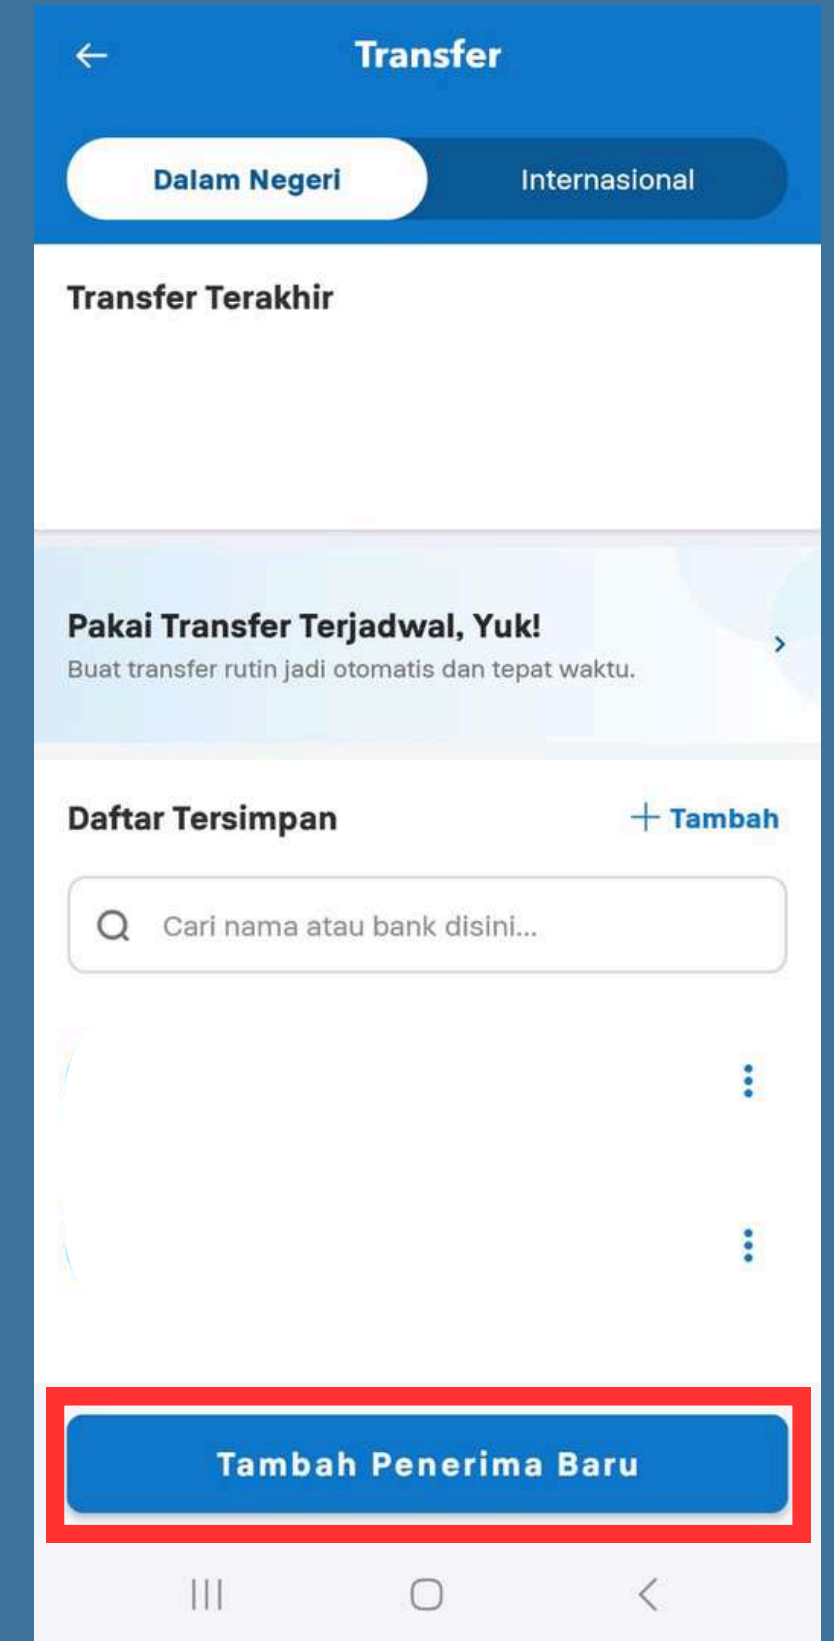 Transfer
Dalam Negeri
Internasional
Transfer Terakhir
Pakai Transfer Terjadwal, Yuk!
Buat transfer rutin jadi otomatis dan tepat waktu.
Daftar Tersimpan
+ Tambah
Cari nama atau bank disini...
Tambah Penerima Baru